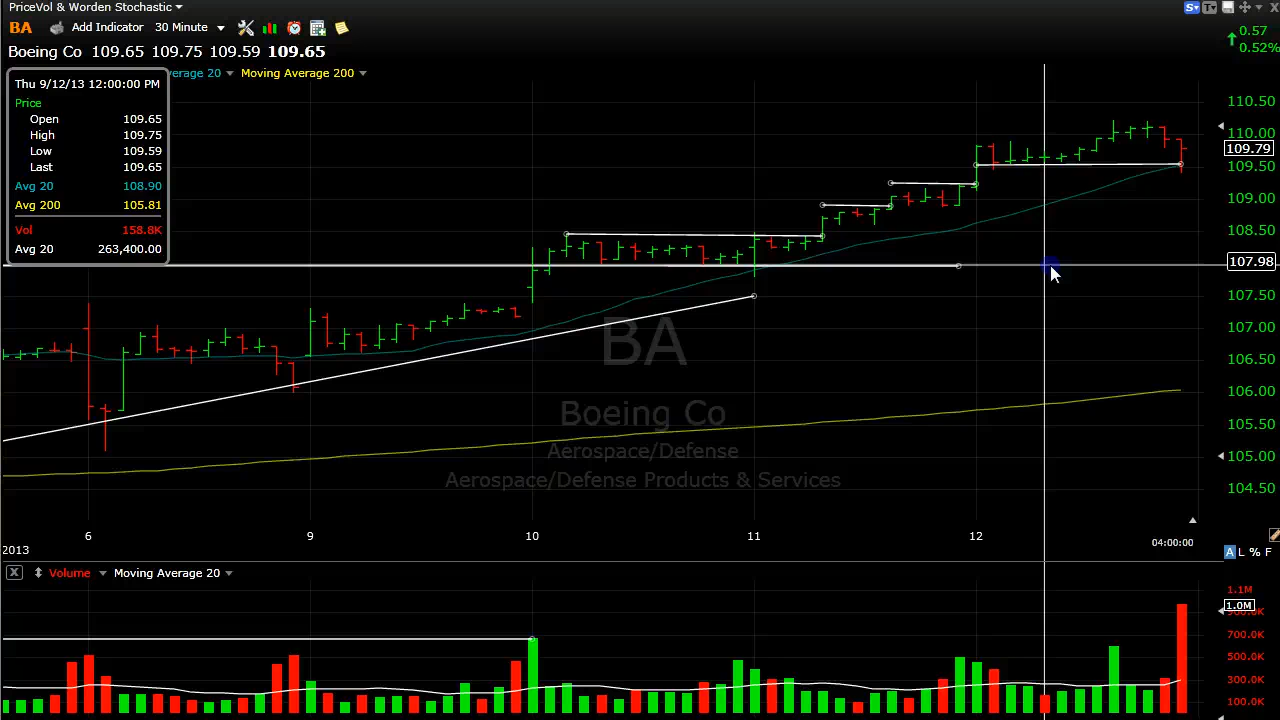 PriceVol & Worden Stochastic
BA Add Indicator 30 Minute
Boeing Co 109.65 109.75 109.59 109.65
0.57
0.52%
S T
erage 20 Moving Average 200
Thu 9/12/13 12:00:00 PM
Price
Open 109.65
High 109.75
Low 109.59
Last 109.65
Avg 20 108.90
Avg 200 105.81
Vol 158.8K
Avg 20 263,400.00
110.50
110.00
109.79
109.50
109.00
108.50
107.98
107.50
107.00
106.50
106.00
105.50
105.00
104.50
BA
Boeing Co
Aerospace/Defense
Aerospace/Defense Products & Services
6 9 10 11 12
2013 04:00:00
A L % F
X Volume Moving Average 20
1.1M
1.0M
700.0K
500.0K
300.0K
100.0K